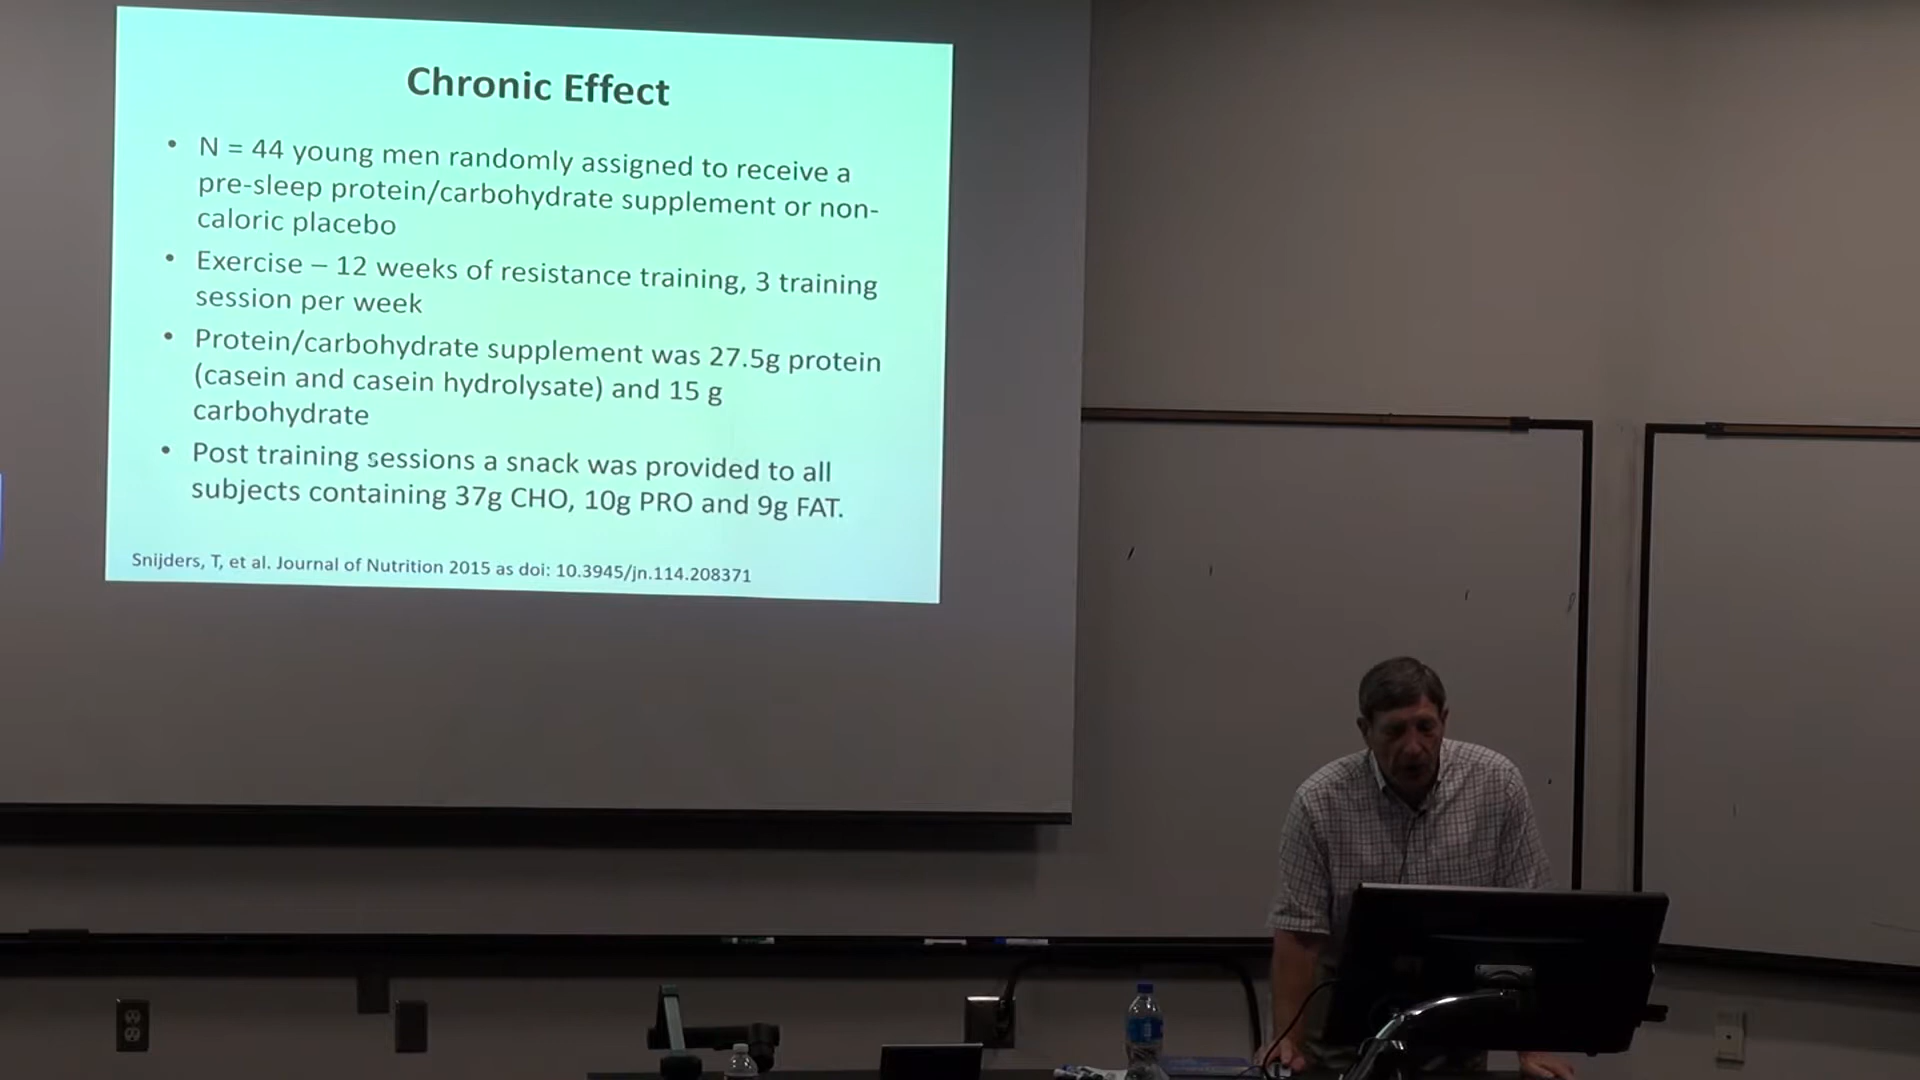 Chronic Effect
• N = 44 young men randomly assigned to receive a
pre-sleep protein/carbohydrate supplement or non-
caloric placebo
• Exercise – 12 weeks of resistance training, 3 training
session per week
• Protein/carbohydrate supplement was 27.5g protein
(casein and casein hydrolysate) and 15 g
carbohydrate
• Post training sessions a snack was provided to all
subjects containing 37g CHO, 10g PRO and 9g FAT.
Snijders, T, et al. Journal of Nutrition 2015 as doi: 10.3945/jn.114.208371